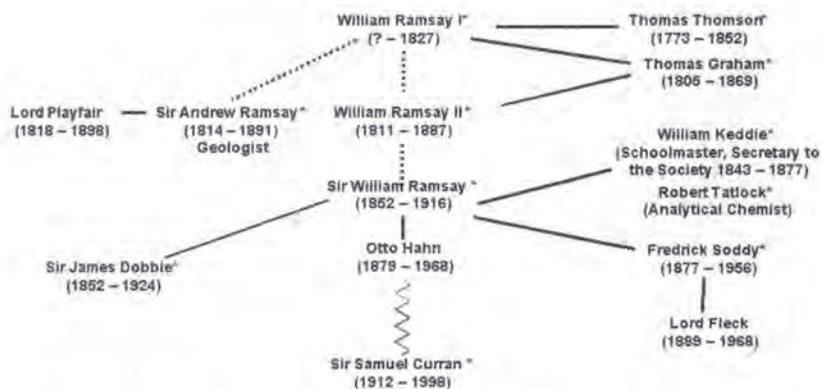 William Ramsay I*
(? – 1827)
Thomas Thomson*
(1773 – 1852)
Thomas Graham*
(1805 – 1869)
Lord Playfair
(1818 – 1898)
Sir Andrew Ramsay*
(1814 – 1891)
Geologist
William Ramsay II*
(1811 – 1887)
William Keddie*
(Schoolmaster, Secretary to
the Society 1843 – 1877)
Sir William Ramsay *
(1852 – 1916)
Robert Tatlock*
(Analytical Chemist)
Otto Hahn
(1879 – 1968)
Fredrick Soddy*
(1877 – 1956)
Sir James Dobbie*
(1852 – 1924)
Lord Fleck
(1889 – 1968)
Sir Samuel Curran *
(1912 – 1998)